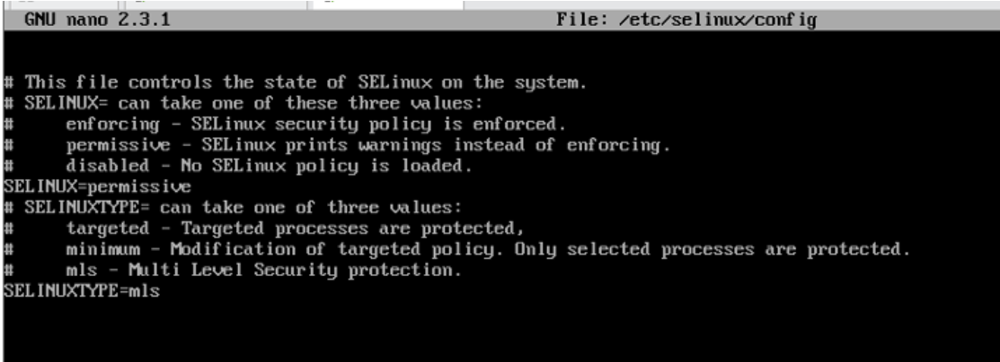 GNU nano 2.3.1 File: /etc/selinux/config
# This file controls the state of SELinux on the system.
# SELINUX= can take one of these three values:
#     enforcing - SELinux security policy is enforced.
#     permissive - SELinux prints warnings instead of enforcing.
#     disabled - No SELinux policy is loaded.
SELINUX=permissive
# SELINUXTYPE= can take one of three values:
#     targeted - Targeted processes are protected,
#     minimum - Modification of targeted policy. Only selected processes are protected.
#     mls - Multi Level Security protection.
SELINUXTYPE=mls